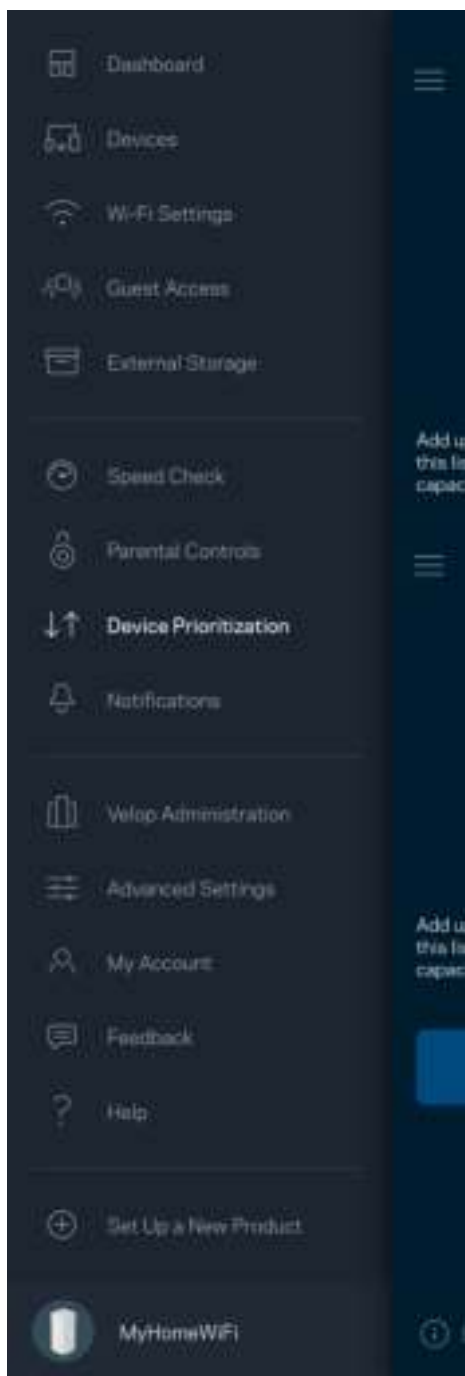 Dashboard
Devices
Wi-Fi Settings
Guest Access
External Storage
Speed Check
Parental Controls
Device Prioritization
Notifications
Velop Administration
Advanced Settings
My Account
Feedback
Help
Set Up a New Product
MyHomeWiFi
Add u
this li
capac
Add u
this li
capac